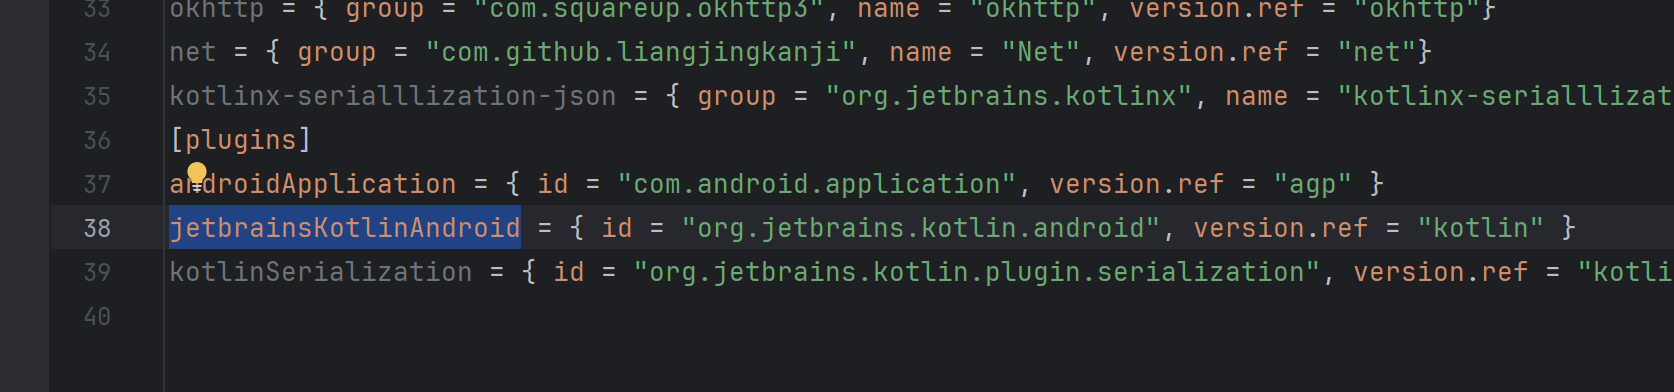 33 okhttp = { group = "com.squareup.okhttp3", name = "okhttp", version.ref = "okhttp"}
34 net = { group = "com.github.liangjingkanji", name = "Net", version.ref = "net"}
35 kotlinx-serialllization-json = { group = "org.jetbrains.kotlinx", name = "kotlinx-serialllizat
36 [plugins]
37 androidApplication = { id = "com.android.application", version.ref = "agp" }
38 jetbrainsKotlinAndroid = { id = "org.jetbrains.kotlin.android", version.ref = "kotlin" }
39 kotlinSerialization = { id = "org.jetbrains.kotlin.plugin.serialization", version.ref = "kotli
40